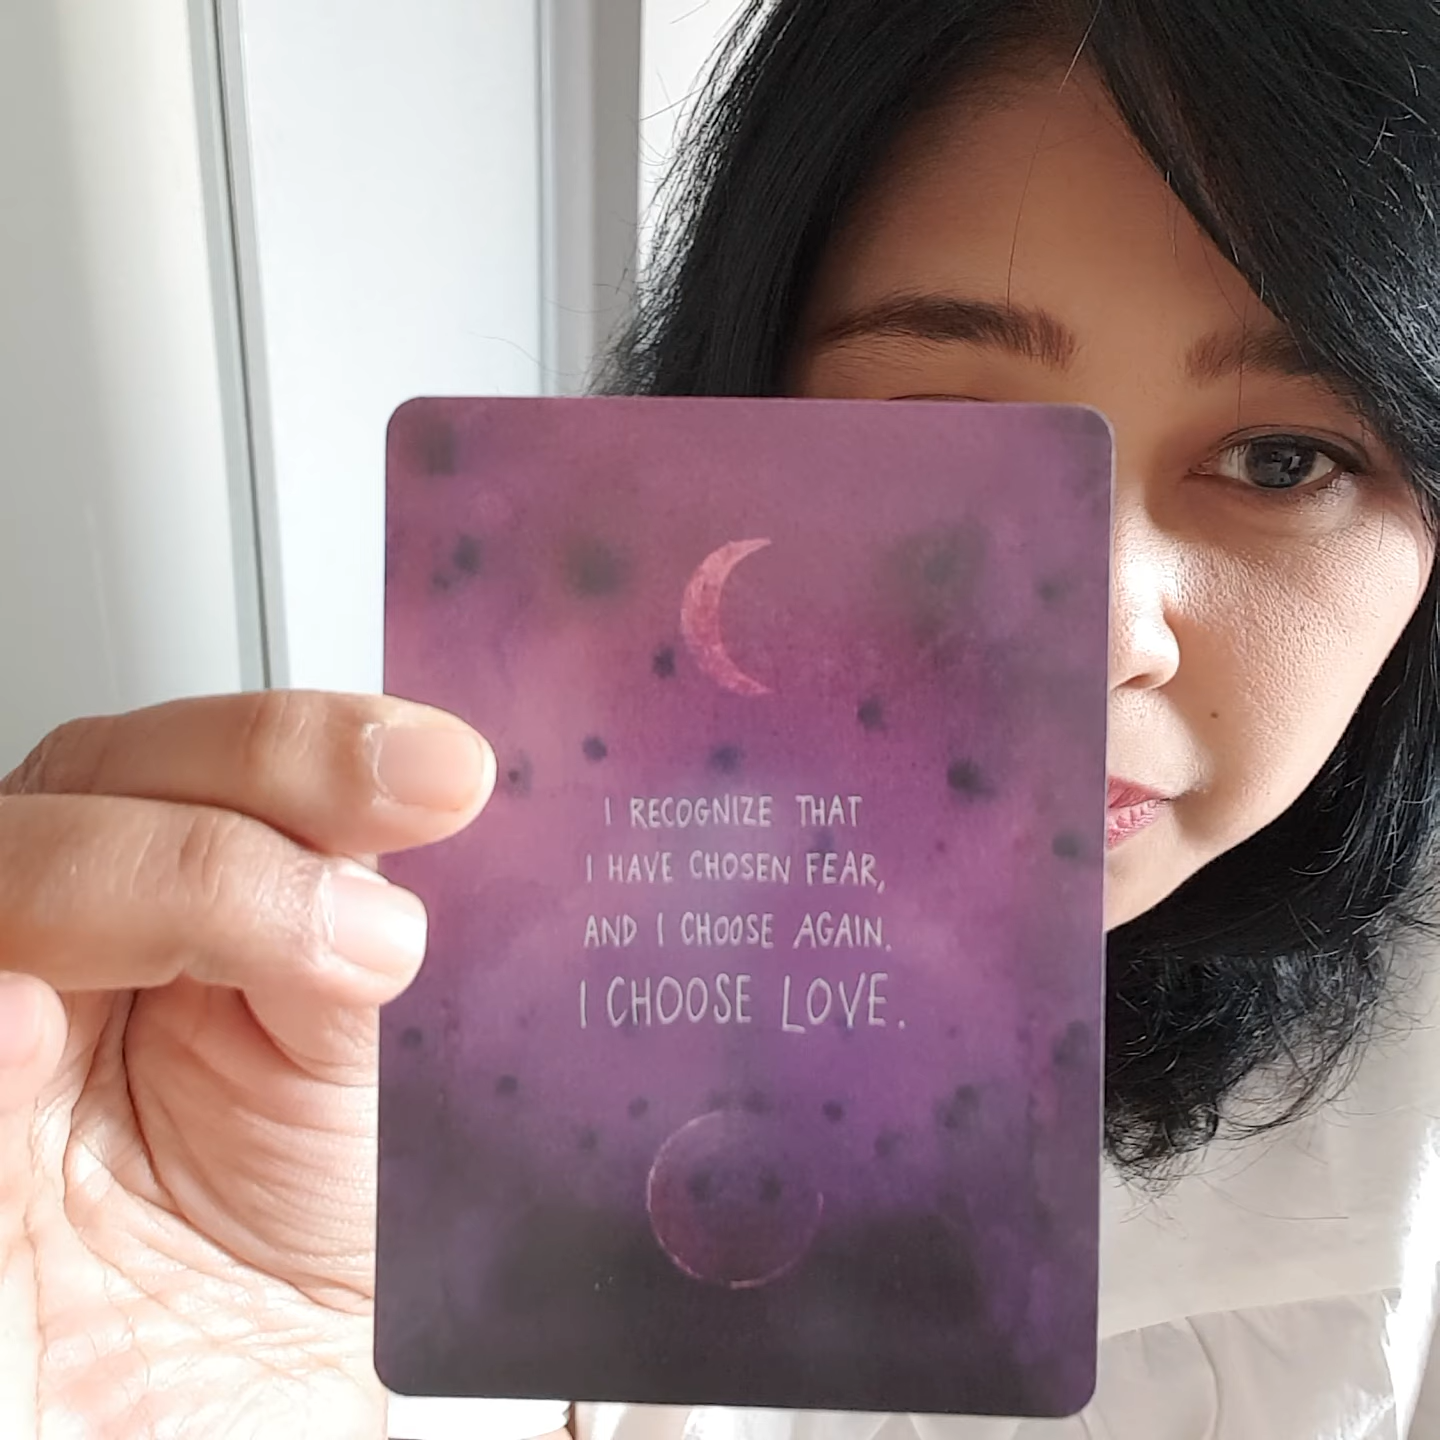 I RECOGNIZE THAT
I HAVE CHOSEN FEAR,
AND I CHOOSE AGAIN.
I CHOOSE LOVE.